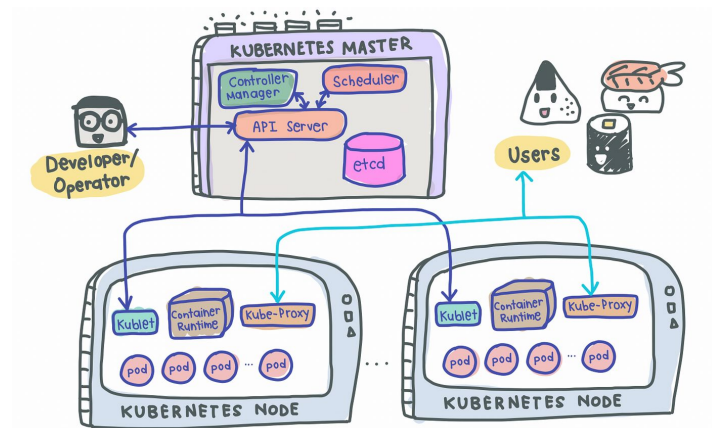 KUBERNETES MASTER
Controller
Manager
Scheduler
API Server
etcd
Developer/
Operator
Users
Kublet
Container
Runtime
Kube-Proxy
pod pod pod ... pod
KUBERNETES NODE
...
Kublet
Container
Runtime
Kube-Proxy
pod pod pod ... pod
KUBERNETES NODE